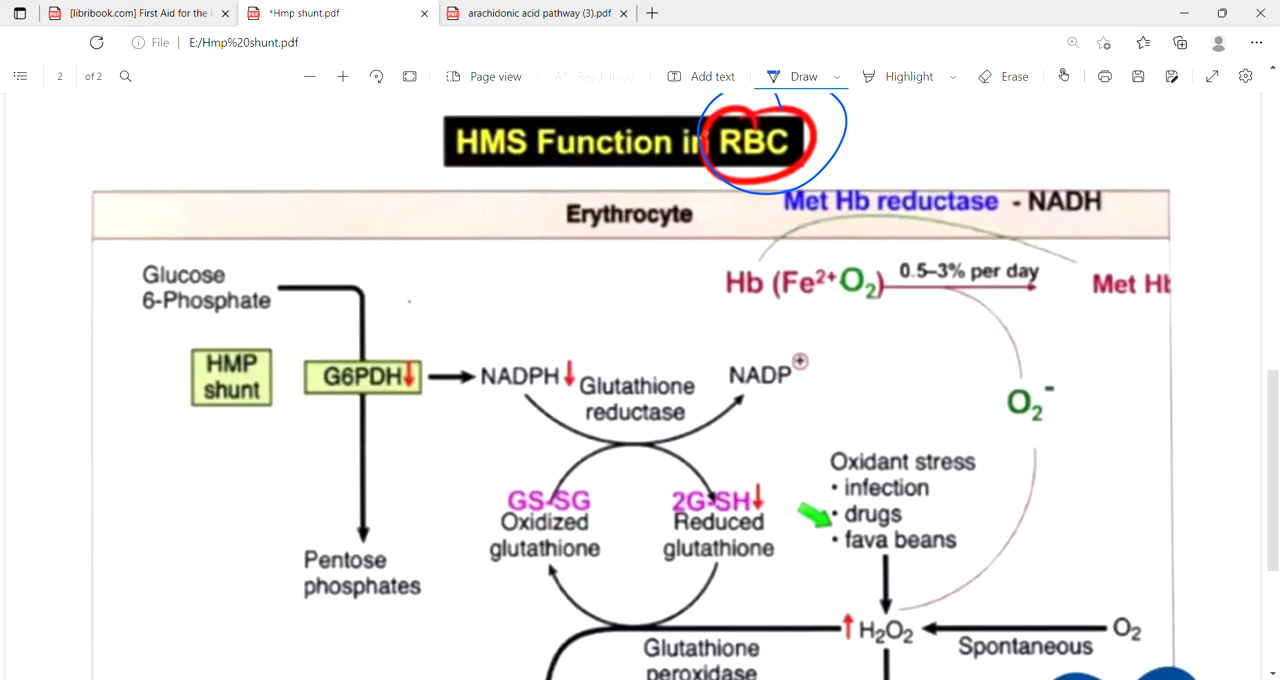 [libribook.com] First Aid for the
*Hmp shunt.pdf
arachidonic acid pathway (3).pdf
File
E:/Hmp%20shunt.pdf
2
of 2
Page view
Read aloud
Add text
Draw
Highlight
Erase
HMS Function in RBC
Erythrocyte
Met Hb reductase - NADH
Glucose
6-Phosphate
Hb (Fe²⁺O₂)
0.5–3% per day
Met Hb
HMP
shunt
G6PDH↓
NADPH↓
Glutathione
reductase
NADP⁺
O₂⁻
GS-SG
Oxidized
glutathione
2G-SH↓
Reduced
glutathione
Oxidant stress
• infection
• drugs
• fava beans
Pentose
phosphates
↑H₂O₂
O₂
Spontaneous
Glutathione
peroxidase